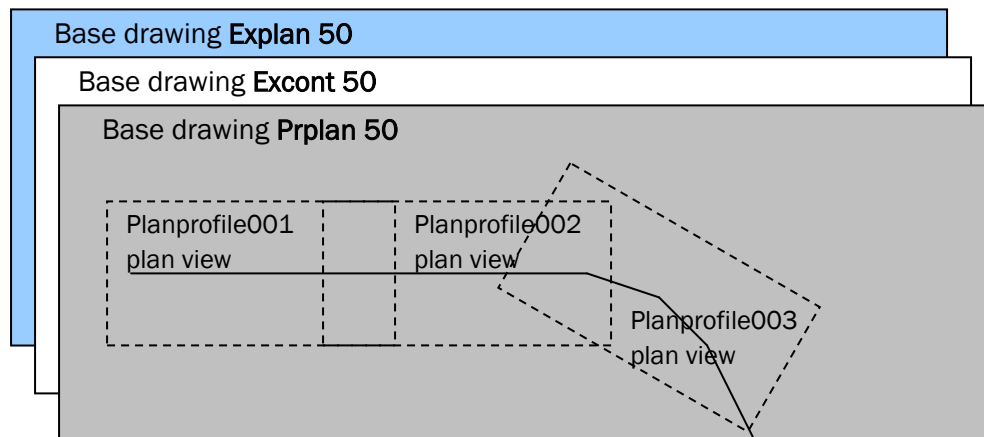 Base drawing Explan 50
Base drawing Excont 50
Base drawing Prplan 50
Planprofile001
plan view
Planprofile002
plan view
Planprofile003
plan view